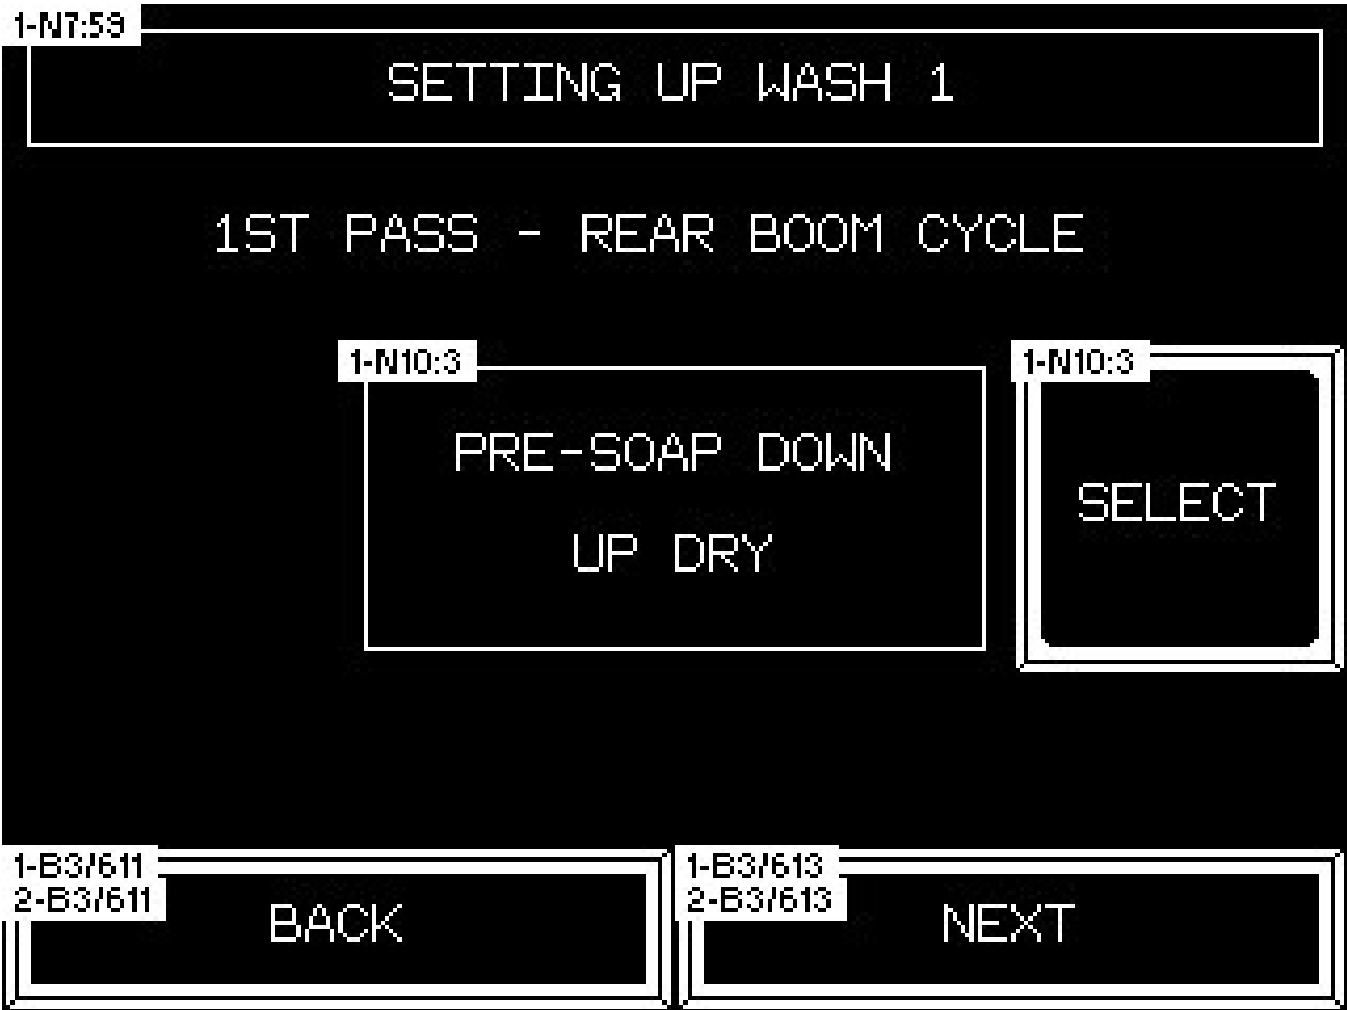 1-N7:59
SETTING UP WASH 1
1ST PASS - REAR BOOM CYCLE
1-N10:3
PRE-SOAP DOWN
UP DRY
1-N10:3
SELECT
1-B3/611
2-B3/611
BACK
1-B3/613
2-B3/613
NEXT